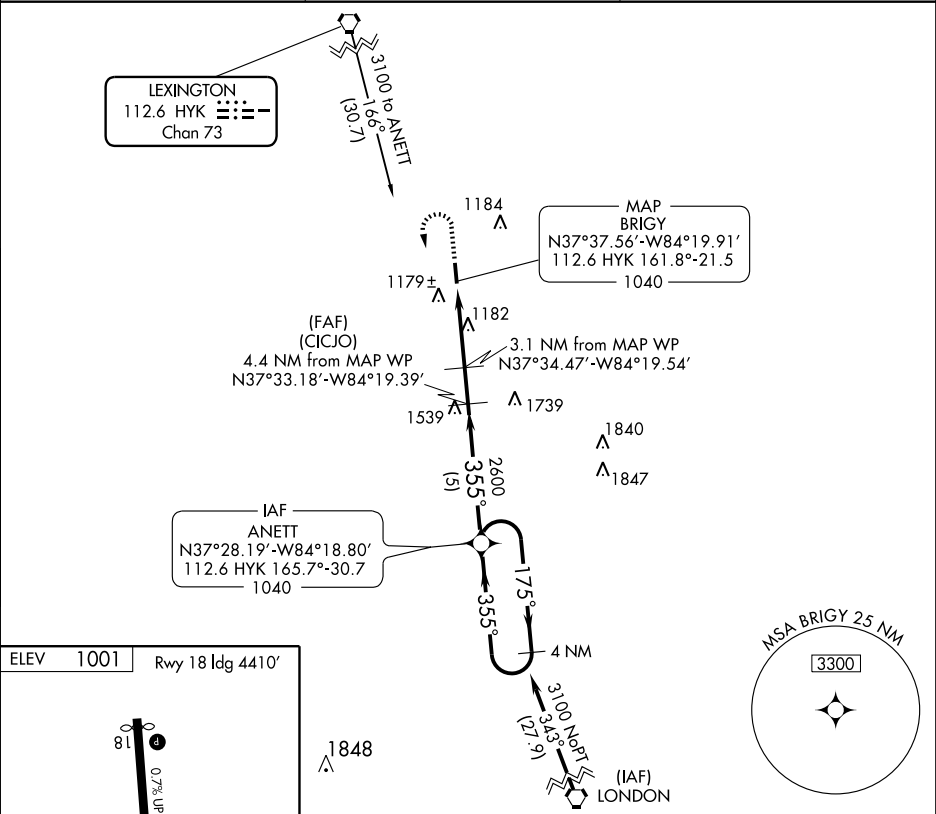 LEXINGTON
112.6 HYK
Chan 73
3100 to ANETT
166°
(30.7)
1184
MAP
BRIGY
N37°37.56'-W84°19.91'
112.6 HYK 161.8°-21.5
1040
1179±
1182
(FAF)
(CICJO)
4.4 NM from MAP WP
N37°33.18'-W84°19.39'
3.1 NM from MAP WP
N37°34.47'-W84°19.54'
1539
1739
1840
1847
2600
355°
(5)
IAF
ANETT
N37°28.19'-W84°18.80'
112.6 HYK 165.7°-30.7
1040
175°
355°
4 NM
3100 NoPT
343°
(27.9)
(IAF)
LONDON
MSA BRIGY 25 NM
3300
ELEV 1001
Rwy 18 ldg 4410'
18
P
0.7% UP
1848